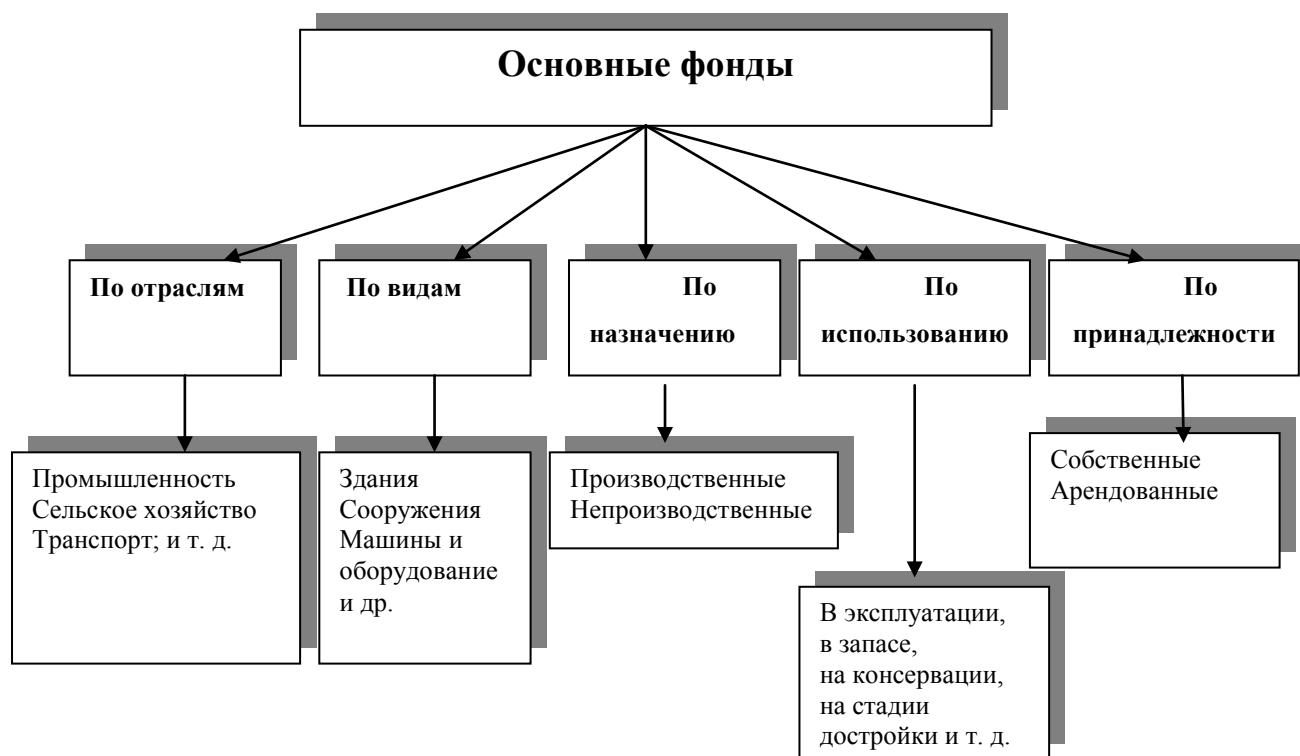 Основные фонды
По отраслям
По видам
По
назначению
По
использованию
По
принадлежности
Промышленность
Сельское хозяйство
Транспорт; и т. д.
Здания
Сооружения
Машины и
оборудование
и др.
Производственные
Непроизводственные
В эксплуатации,
в запасе,
на консервации,
на стадии
достройки и т. д.
Собственные
Арендованные